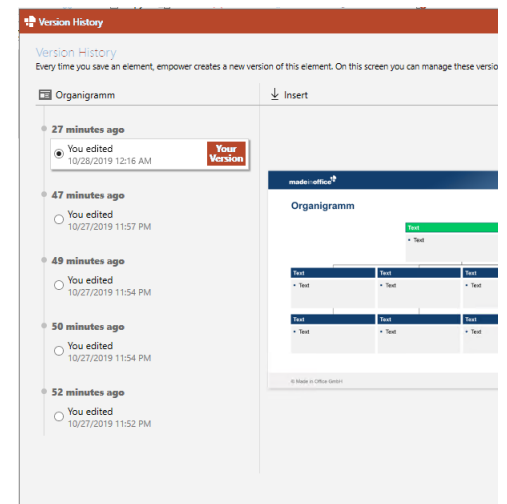 Version History
Version History
Every time you save an element, empower creates a new version of this element. On this screen you can manage these versio
Organigramm
Insert
27 minutes ago
You edited
10/28/2019 12:16 AM
Your
Version
47 minutes ago
You edited
10/27/2019 11:57 PM
49 minutes ago
You edited
10/27/2019 11:54 PM
50 minutes ago
You edited
10/27/2019 11:54 PM
52 minutes ago
You edited
10/27/2019 11:52 PM
madeinoffice
Organigramm
Text
• Text
Text Text Text
• Text • Text • Text
Text Text Text
• Text • Text • Text
© Made in Office GmbH